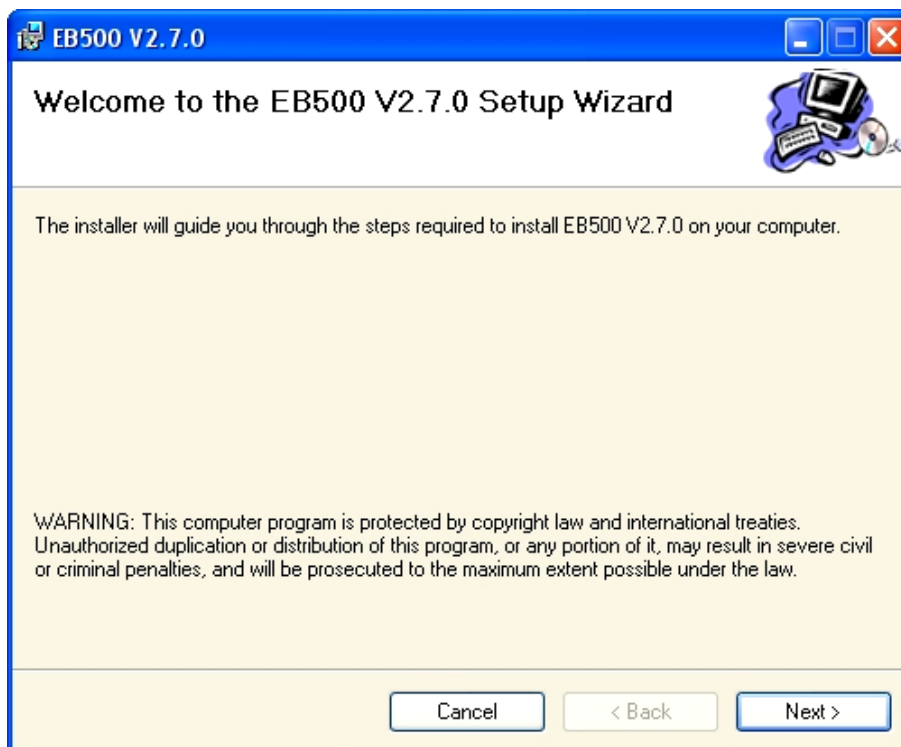 EB500 V2.7.0
Welcome to the EB500 V2.7.0 Setup Wizard
The installer will guide you through the steps required to install EB500 V2.7.0 on your computer.
WARNING: This computer program is protected by copyright law and international treaties.
Unauthorized duplication or distribution of this program, or any portion of it, may result in severe civil
or criminal penalties, and will be prosecuted to the maximum extent possible under the law.
Cancel
< Back
Next >